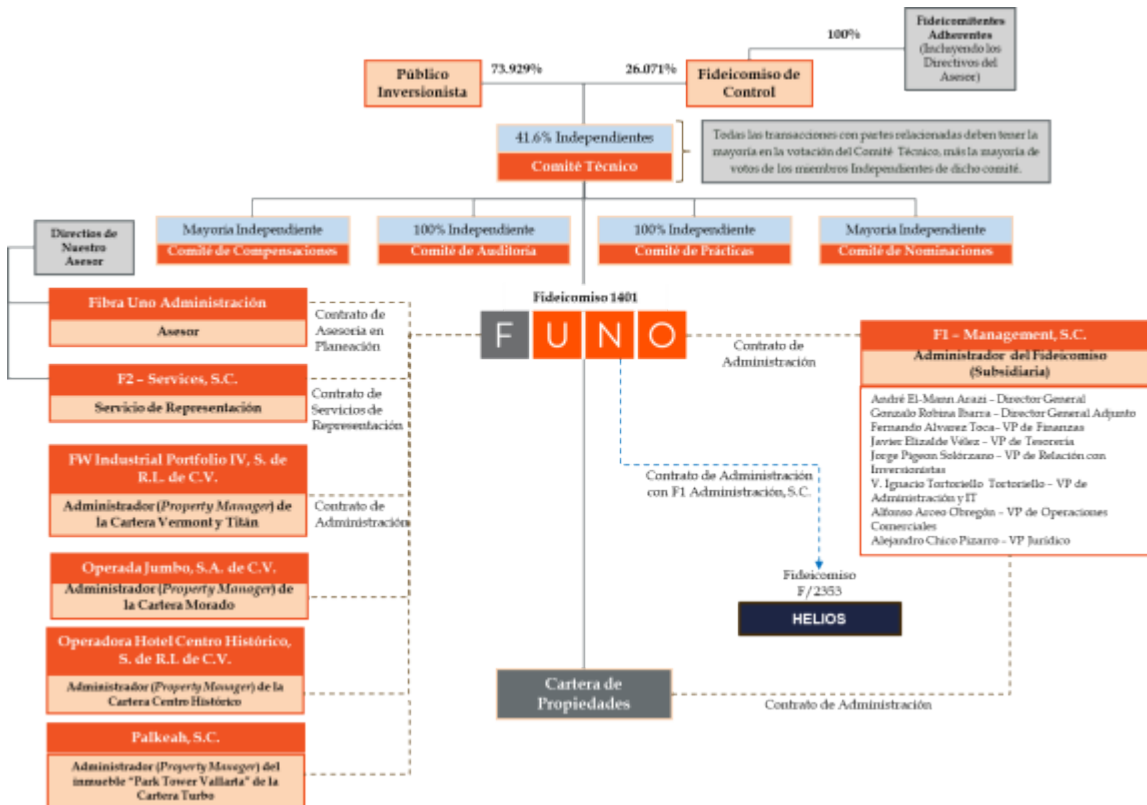 Fideicomitentes
Adherentes
(Incluyendo los
Directivos del
Asesor)
100%
Público
Inversionista
73.929%
26.071%
Fideicomiso de
Control
41.6% Independientes
Comité Técnico
Todas las transacciones con partes relacionadas deben tener la
mayoría en la votación del Comité Técnico, más la mayoría de
votos de los miembros Independientes de dicho comité.
Mayoría Independiente
Comité de Compensaciones
100% Independiente
Comité de Auditoría
100% Independiente
Comité de Prácticas
Mayoría Independiente
Comité de Nominaciones
Directios de
Nuestro
Asesor
Fibra Uno Administración
Asesor
Contrato de
Asesoría en
Planeación
F2 – Services, S.C.
Servicio de Representación
Contrato de
Servicios de
Representación
FW Industrial Portfolio IV, S. de
R.L. de C.V.
Administrador (Property Manager) de
la Cartera Vermont y Titán
Contrato de
Administración
Operada Jumbo, S.A. de C.V.
Administrador (Property Manager) de
la Cartera Morado
Operadora Hotel Centro Histórico,
S. de R.L de C.V.
Administrador (Property Manager) de la
Cartera Centro Histórico
Palkeah, S.C.
Administrador (Property Manager) del
inmueble "Park Tower Vallarta" de la
Cartera Turbo
Fideicomiso 1401
FUNO
Contrato de
Administración
F1 – Management, S.C.
Administrador del Fideicomiso
(Subsidiaria)
André El-Mann Arazi – Director General
Gonzalo Robina Ibarra – Director General Adjunto
Fernando Alvarez Toca– VP de Finanzas
Javier Elizalde Vélez – VP de Tesorería
Jorge Pigeon Solórzano – VP de Relación con
Inversionistas
V. Ignacio Tortoriello Tortoriello – VP de
Administración y IT
Alfonso Arceo Obregón – VP de Operaciones
Comerciales
Alejandro Chico Pizarro – VP Jurídico
Contrato de Administración
con F1 Administración, S.C.
Fideicomiso
F/2353
HELIOS
Cartera de
Propiedades
Contrato de Administración